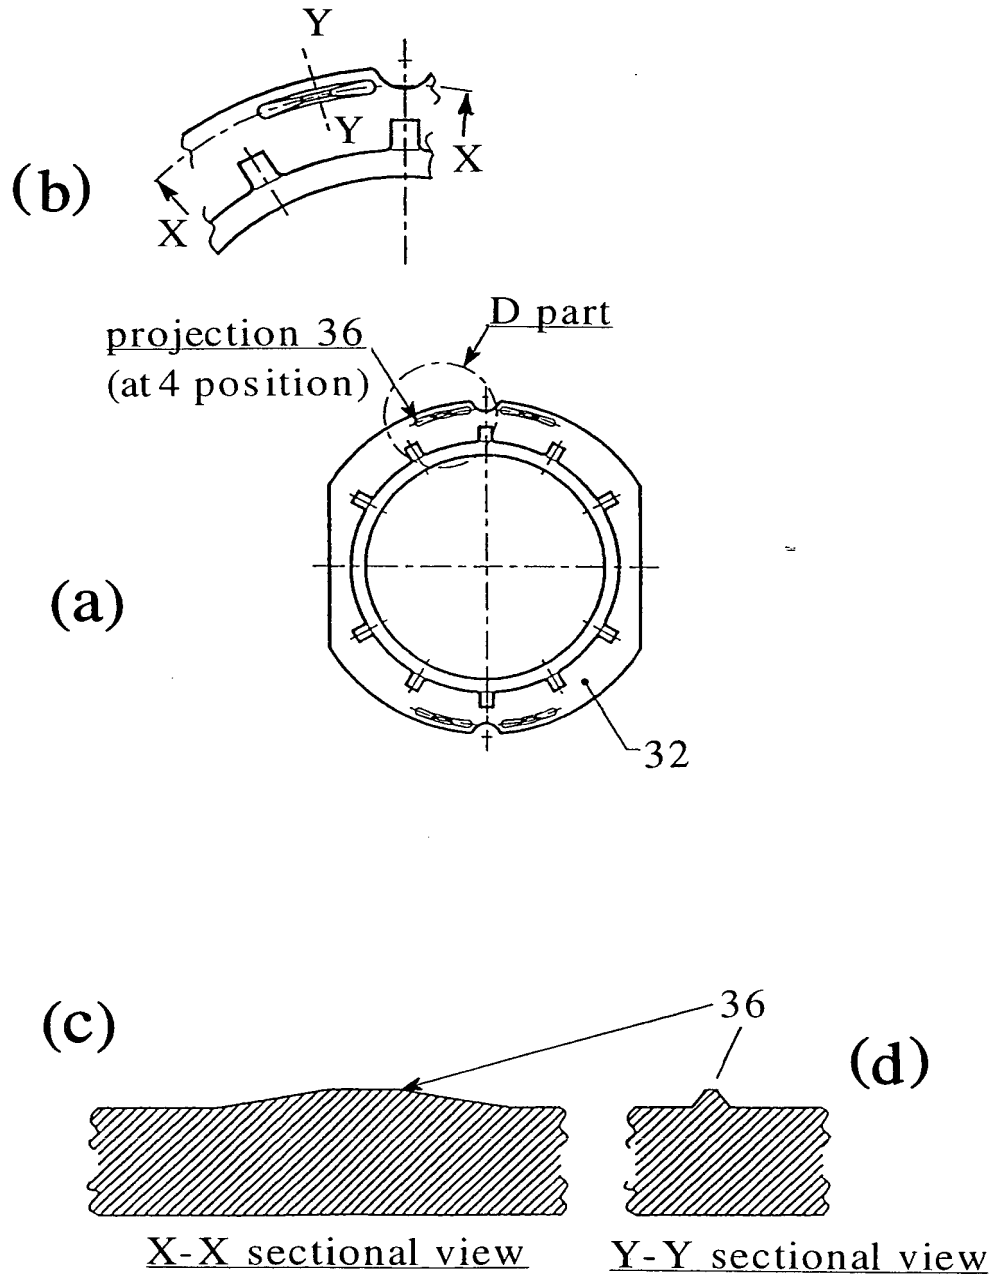 Y
Y
X
X
(b)
D part
projection 36
(at 4 position)
(a)
32
(c)
36
(d)
X-X sectional view
Y-Y sectional view